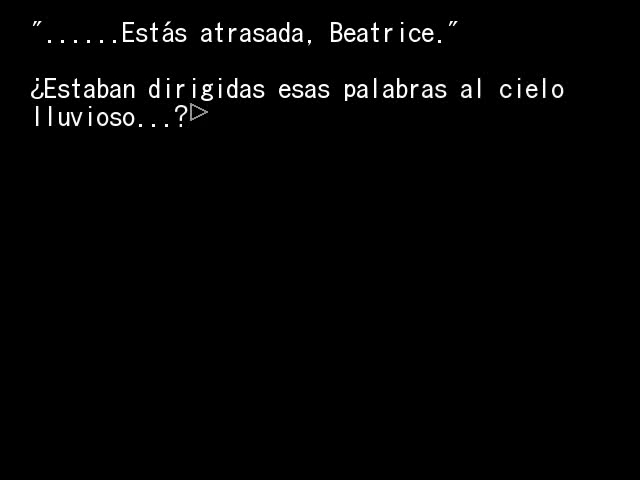 "......Estás atrasada, Beatrice."
¿Estaban dirigidas esas palabras al cielo
lluvioso...?